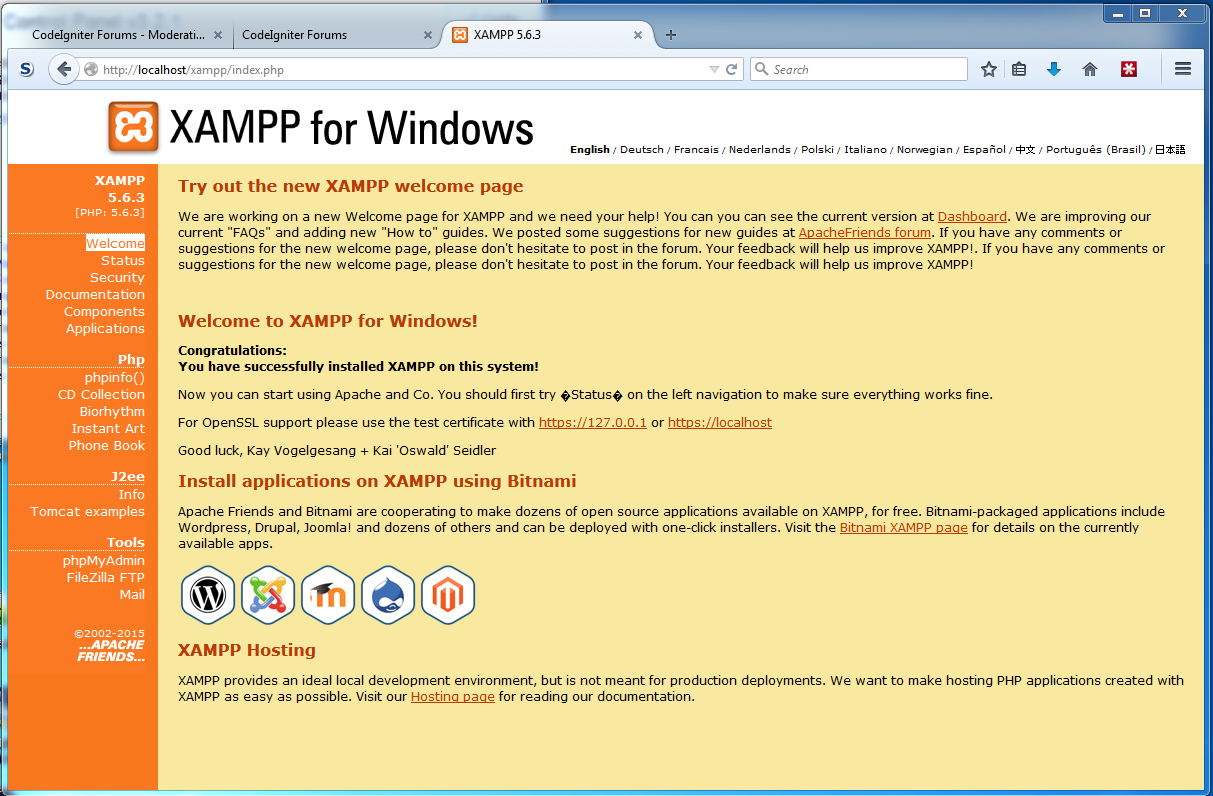 CodeIgniter Forums - Moderati...
CodeIgniter Forums
XAMPP 5.6.3
http://localhost/xampp/index.php
Search
XAMPP for Windows
English / Deutsch / Francais / Nederlands / Polski / Italiano / Norwegian / Español / 中文 / Português (Brasil) / 日本語
XAMPP
5.6.3
[PHP: 5.6.3]
Welcome
Status
Security
Documentation
Components
Applications
Php
phpinfo()
CD Collection
Biorhythm
Instant Art
Phone Book
J2ee
Info
Tomcat examples
Tools
phpMyAdmin
FileZilla FTP
Mail
©2002-2015
...APACHE
FRIENDS...
Try out the new XAMPP welcome page
We are working on a new Welcome page for XAMPP and we need your help! You can you can see the current version at Dashboard. We are improving our
current "FAQs" and adding new "How to" guides. We posted some suggestions for new guides at ApacheFriends forum. If you have any comments or
suggestions for the new welcome page, please don't hesitate to post in the forum. Your feedback will help us improve XAMPP!. If you have any comments or
suggestions for the new welcome page, please don't hesitate to post in the forum. Your feedback will help us improve XAMPP!
Welcome to XAMPP for Windows!
Congratulations:
You have successfully installed XAMPP on this system!
Now you can start using Apache and Co. You should first try �Status� on the left navigation to make sure everything works fine.
For OpenSSL support please use the test certificate with https://127.0.0.1 or https://localhost
Good luck, Kay Vogelgesang + Kai 'Oswald' Seidler
Install applications on XAMPP using Bitnami
Apache Friends and Bitnami are cooperating to make dozens of open source applications available on XAMPP, for free. Bitnami-packaged applications include
Wordpress, Drupal, Joomla! and dozens of others and can be deployed with one-click installers. Visit the Bitnami XAMPP page for details on the currently
available apps.
XAMPP Hosting
XAMPP provides an ideal local development environment, but is not meant for production deployments. We want to make hosting PHP applications created with
XAMPP as easy as possible. Visit our Hosting page for reading our documentation.